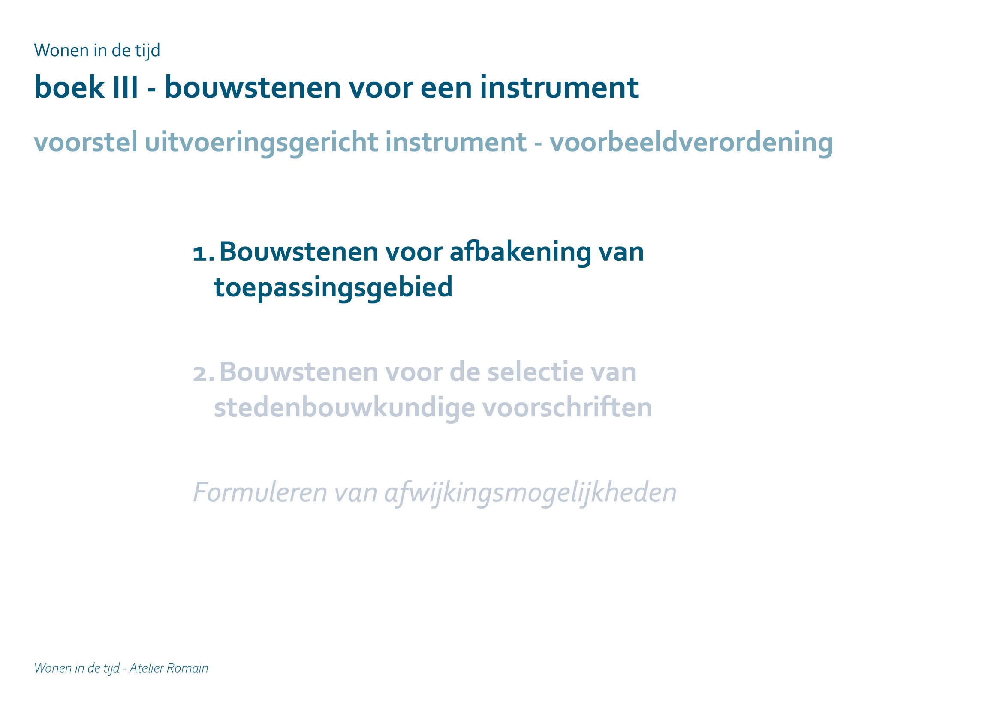 Wonen in de tijd
boek III - bouwstenen voor een instrument
voorstel uitvoeringsgericht instrument - voorbeeldverordening
1. Bouwstenen voor afbakening van
toepassingsgebied
2. Bouwstenen voor de selectie van
stedenbouwkundige voorschriften
Formuleren van afwijkingsmogelijkheden
Wonen in de tijd - Atelier Romain